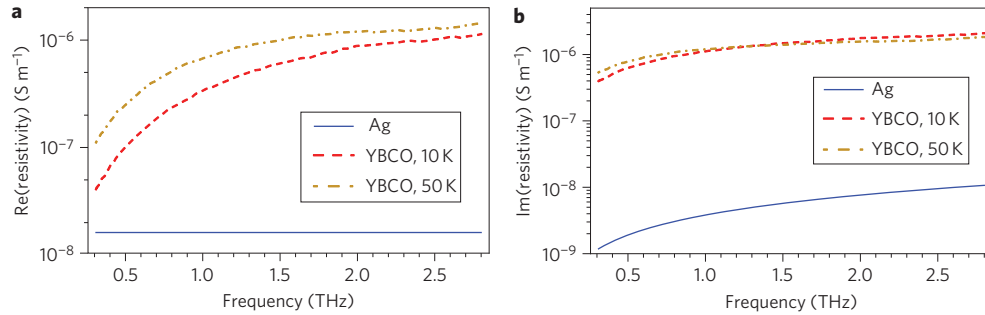 a
Re(resistivity) (S m⁻¹)
10⁻⁶
10⁻⁷
10⁻⁸
Ag
YBCO, 10 K
YBCO, 50 K
0.5 1.0 1.5 2.0 2.5
Frequency (THz)
b
Im(resistivity) (S m⁻¹)
10⁻⁵
10⁻⁶
10⁻⁷
10⁻⁸
10⁻⁹
Ag
YBCO, 10 K
YBCO, 50 K
0.5 1.0 1.5 2.0 2.5
Frequency (THz)